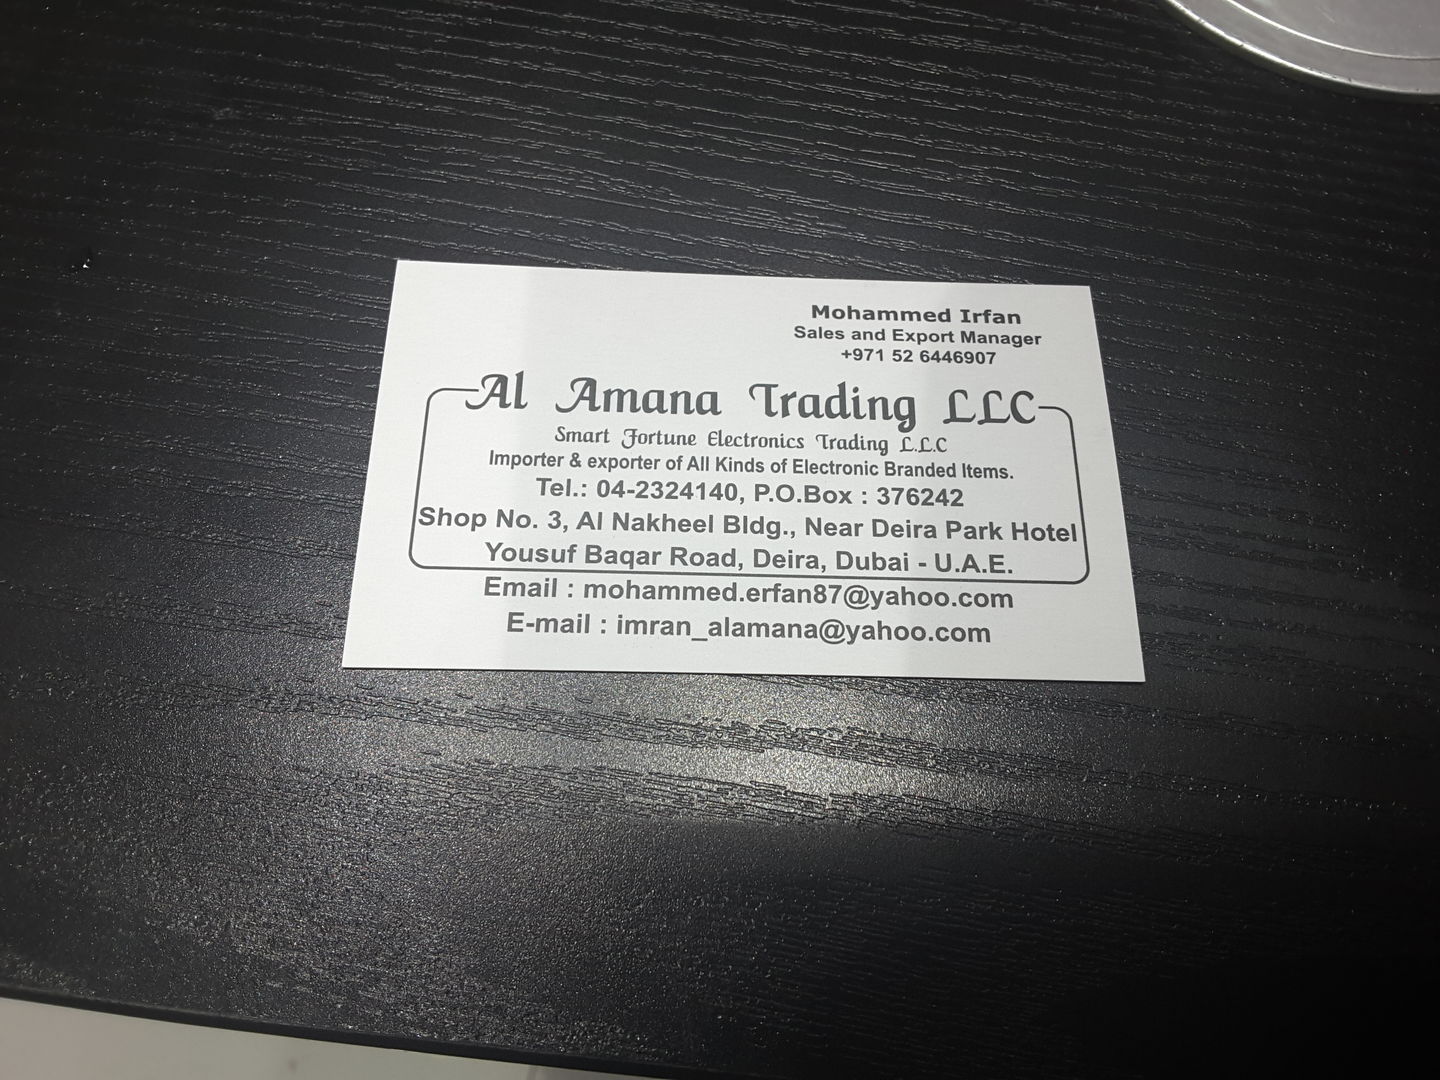 Mohammed Irfan
Sales and Export Manager
+971 52 6446907
Al Amana Trading LLC
Smart Fortune Electronics Trading L.L.C
Importer & exporter of All Kinds of Electronic Branded Items.
Tel.: 04-2324140, P.O.Box : 376242
Shop No. 3, Al Nakheel Bldg., Near Deira Park Hotel
Yousuf Baqar Road, Deira, Dubai - U.A.E.
Email : mohammed.erfan87@yahoo.com
E-mail : imran_alamana@yahoo.com